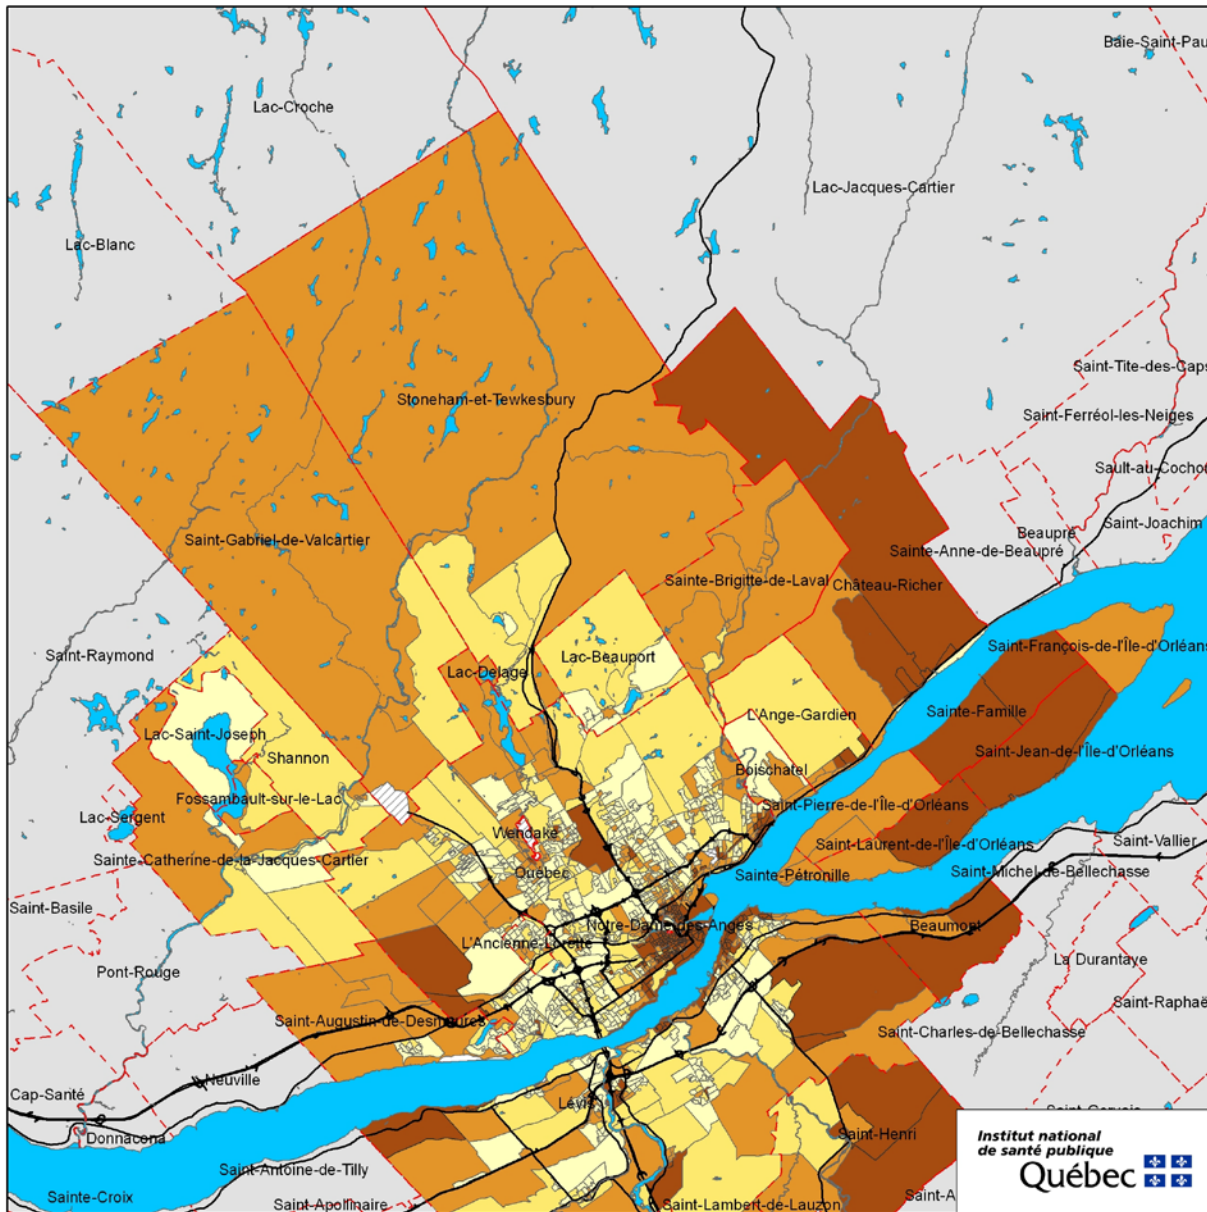 Baie-Saint-Pau
Lac-Croche
Lac-Jacques-Cartier
Lac-Blanc
Saint-Tite-des-Caps
Stoneham-et-Tewkesbury
Saint-Ferréol-les-Neiges
Sault-au-Cochon
Saint-Joachim
Beaupré
Saint-Gabriel-de-Valcartier
Sainte-Anne-de-Beaupré
Sainte-Brigitte-de-Laval
Château-Richer
Saint-François-de-l'Île-d'Orléans
Saint-Raymond
Lac-Beauport
Lac-Delage
Sainte-Famille
L'Ange-Gardien
Lac-Saint-Joseph
Saint-Jean-de-l'Île-d'Orléans
Shannon
Boischatel
Fossambault-sur-le-Lac
Saint-Pierre-de-l'Île-d'Orléans
Lac-Sergent
Wendake
Saint-Vallier
Saint-Laurent-de-l'Île-d'Orléans
Sainte-Catherine-de-la-Jacques-Cartier
Québec
Sainte-Pétronille
Saint-Michel-de-Bellechasse
Saint-Basile
Notre-Dame-des-Anges
Beaumont
L'Ancienne-Lorette
La Durantaye
Pont-Rouge
Saint-Raphaë
Saint-Augustin-de-Desmaures
Saint-Charles-de-Bellechasse
Neuville
Cap-Santé
Lévis
Saint-Gervais
Donnacona
Saint-Henri
Saint-Antoine-de-Tilly
Sainte-Croix
Saint-Apollinaire
Saint-Lambert-de-Lauzon
Saint-A
Institut national
de santé publique
Québec